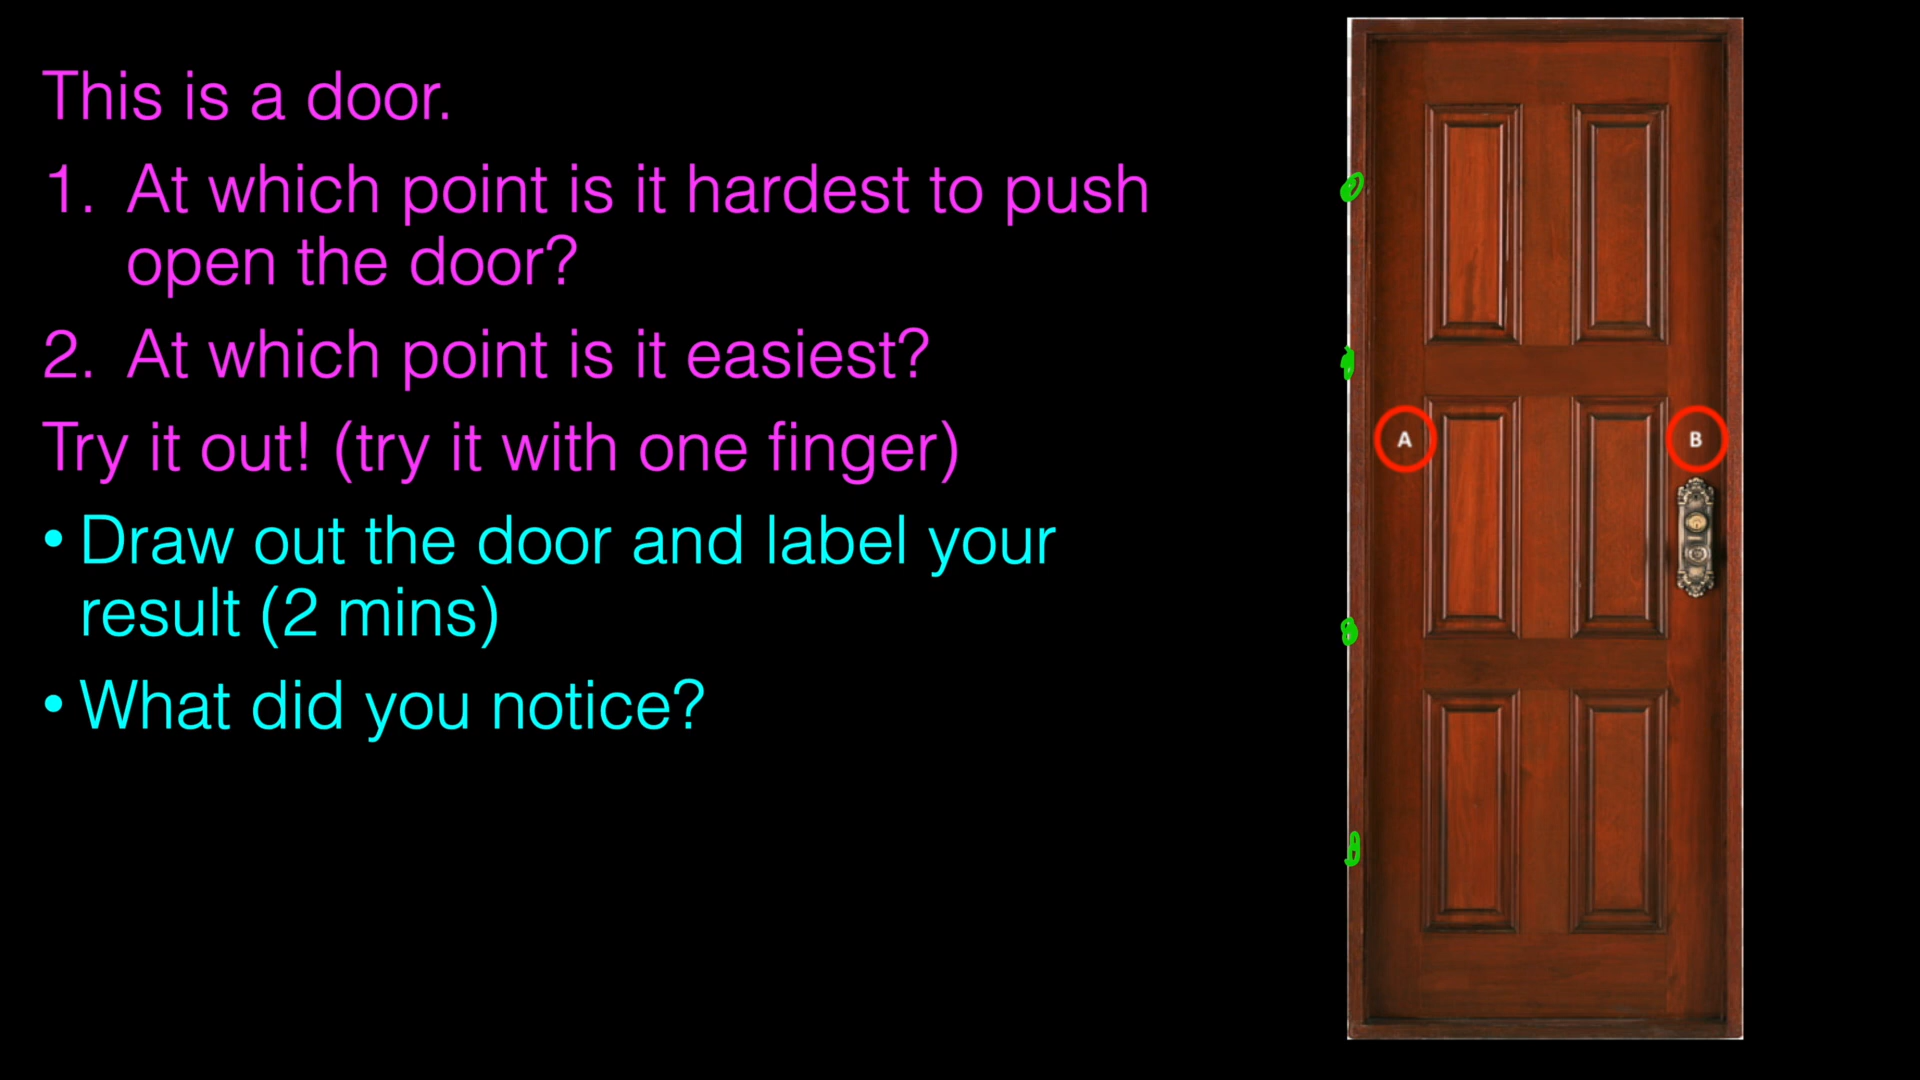 This is a door.
1. At which point is it hardest to push
open the door?
2. At which point is it easiest?
Try it out! (try it with one finger)
• Draw out the door and label your
result (2 mins)
• What did you notice?
A
B